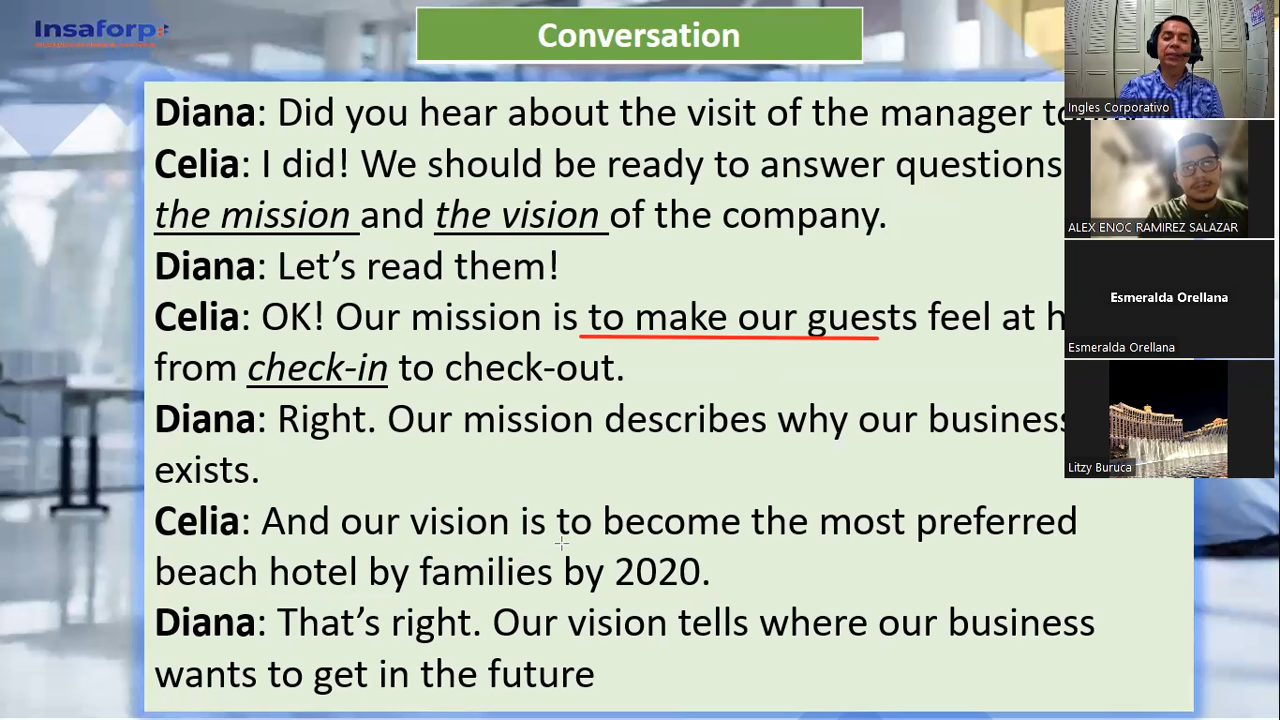 Insaforp
Conversation
Diana: Did you hear about the visit of the manager
Celia: I did! We should be ready to answer questions
the mission and the vision of the company.
Diana: Let's read them!
Celia: OK! Our mission is to make our guests feel at
from check-in to check-out.
Diana: Right. Our mission describes why our business
exists.
Celia: And our vision is to become the most preferred
beach hotel by families by 2020.
Diana: That's right. Our vision tells where our business
wants to get in the future
Ingles Corporativo
ALEX ENOC RAMIREZ SALAZAR
Esmeralda Orellana
Esmeralda Orellana
Litzy Buruca